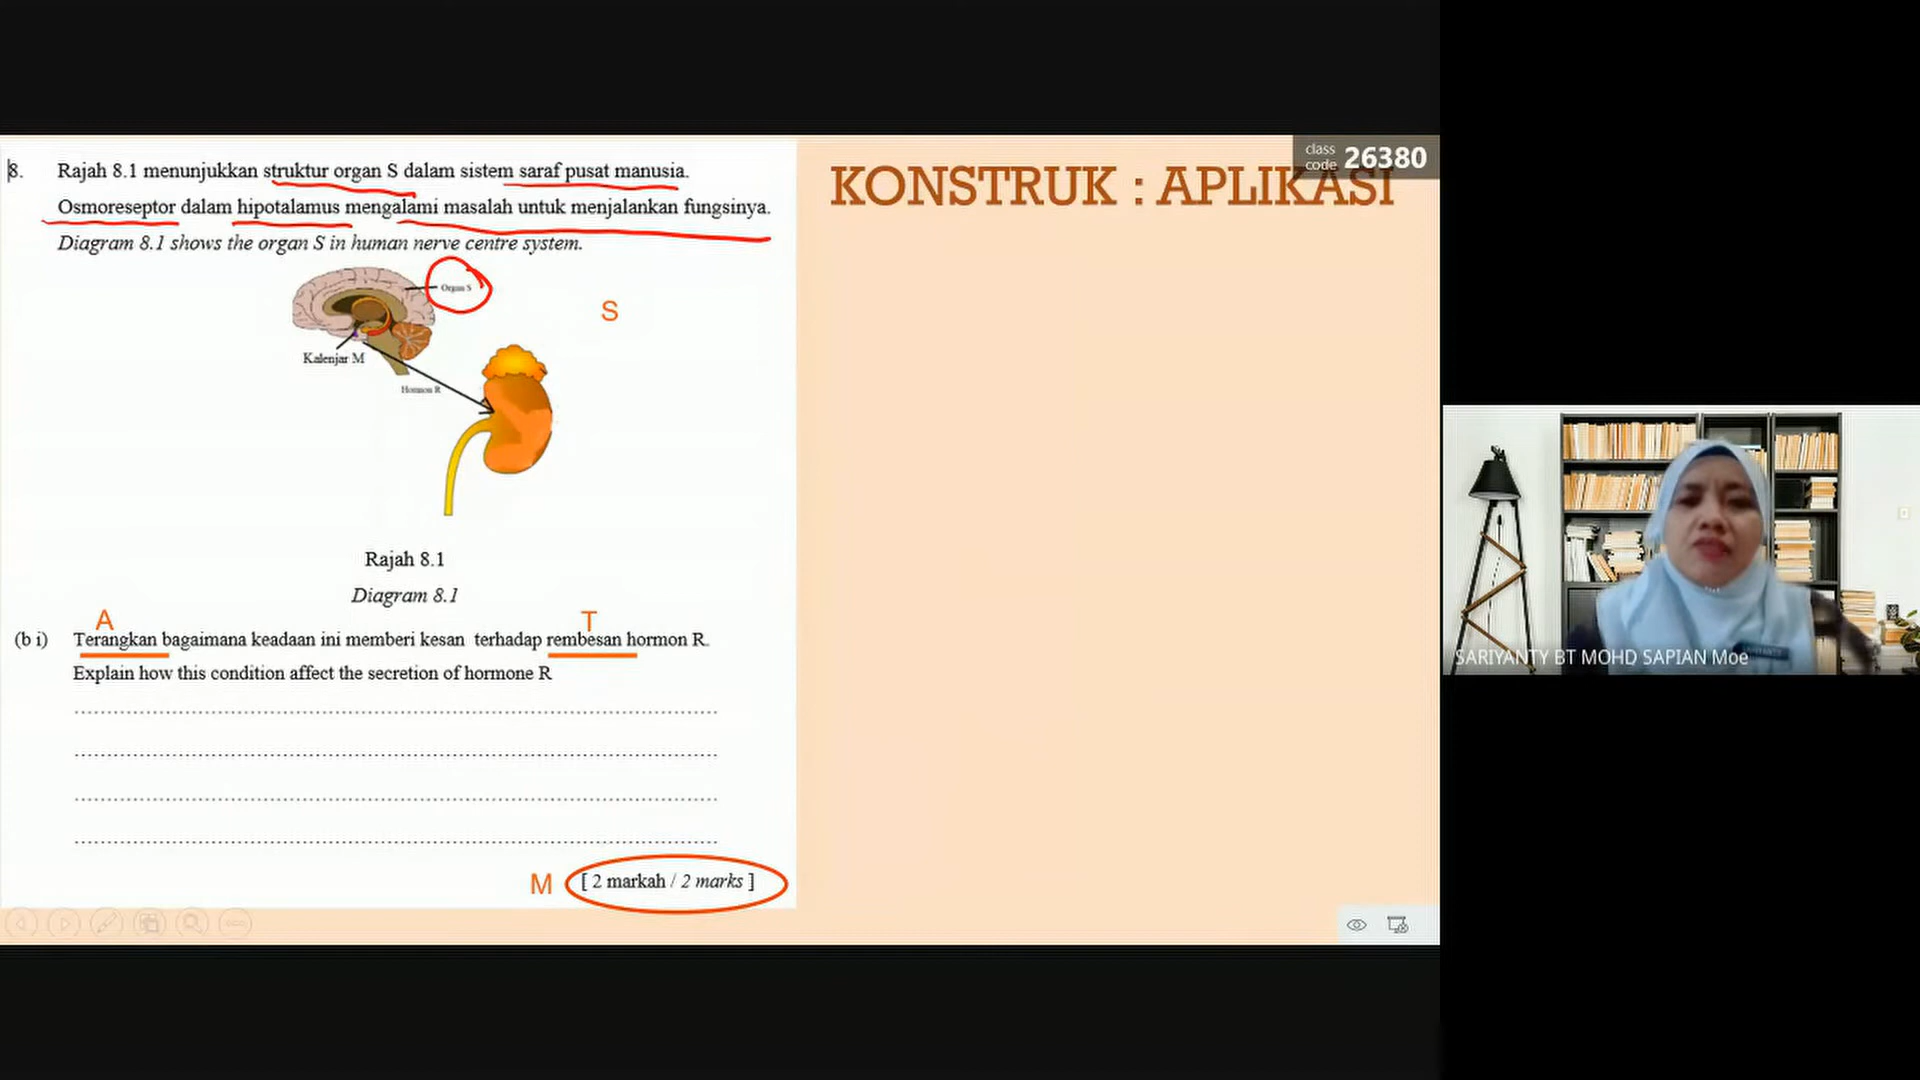 8. Rajah 8.1 menunjukkan struktur organ S dalam sistem saraf pusat manusia.
Osmoreseptor dalam hipotalamus mengalami masalah untuk menjalankan fungsinya.
Diagram 8.1 shows the organ S in human nerve centre system.
Organ S
S
Kalenjar M
Hormon R
Rajah 8.1
Diagram 8.1
A
T
(b i) Terangkan bagaimana keadaan ini memberi kesan terhadap rembesan hormon R.
Explain how this condition affect the secretion of hormone R
M
[ 2 markah / 2 marks ]
KONSTRUK : APLIKASI
class code 26380
SARIYANTY BT MOHD SAPIAN Moe